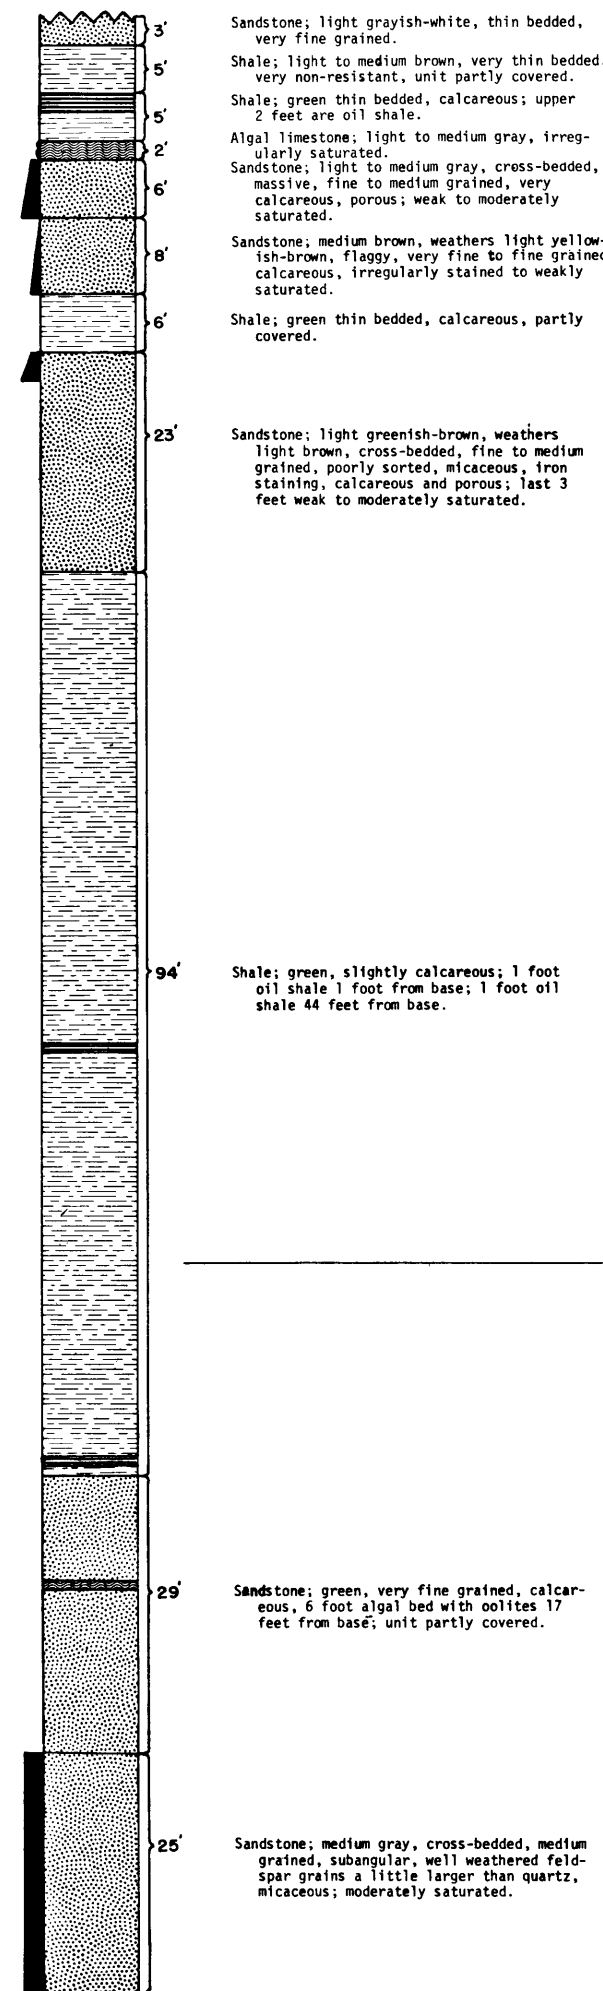 3' Sandstone; light grayish-white, thin bedded,
very fine grained.
5' Shale; light to medium brown, very thin bedded,
very non-resistant, unit partly covered.
5' Shale; green thin bedded, calcareous; upper
2 feet are oil shale.
2' Algal limestone; light to medium gray, irreg-
ularly saturated.
6' Sandstone; light to medium gray, cross-bedded,
massive, fine to medium grained, very
calcareous, porous; weak to moderately
saturated.
8' Sandstone; medium brown, weathers light yellow-
ish-brown, flaggy, very fine to fine grained
calcareous, irregularly stained to weakly
saturated.
6' Shale; green thin bedded, calcareous, partly
covered.
23' Sandstone; light greenish-brown, weathers
light brown, cross-bedded, fine to medium
grained, poorly sorted, micaceous, iron
staining, calcareous and porous; last 3
feet weak to moderately saturated.
94' Shale; green, slightly calcareous; 1 foot
oil shale 1 foot from base; 1 foot oil
shale 44 feet from base.
29' Sandstone; green, very fine grained, calcar-
eous, 6 foot algal bed with oolites 17
feet from base; unit partly covered.
25' Sandstone; medium gray, cross-bedded, medium
grained, subangular, well weathered feld-
spar grains a little larger than quartz,
micaceous; moderately saturated.